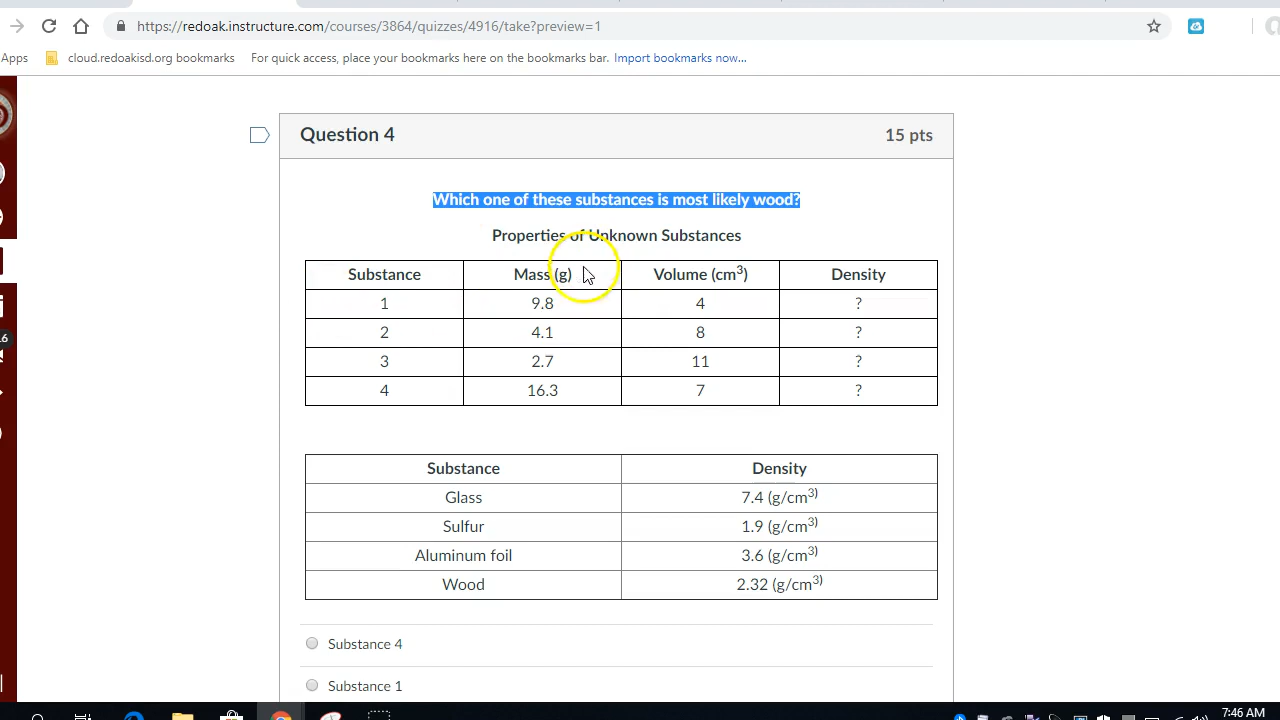 https://redoak.instructure.com/courses/3864/quizzes/4916/take?preview=1
Apps cloud.redoakisd.org bookmarks For quick access, place your bookmarks here on the bookmarks bar. Import bookmarks now...
Question 4 15 pts
Which one of these substances is most likely wood?
Properties of Unknown Substances
Substance Mass (g) Volume (cm³) Density
1 9.8 4 ?
2 4.1 8 ?
3 2.7 11 ?
4 16.3 7 ?
Substance Density
Glass 7.4 (g/cm³⁾
Sulfur 1.9 (g/cm³⁾
Aluminum foil 3.6 (g/cm³⁾
Wood 2.32 (g/cm³⁾
Substance 4
Substance 1
7:46 AM